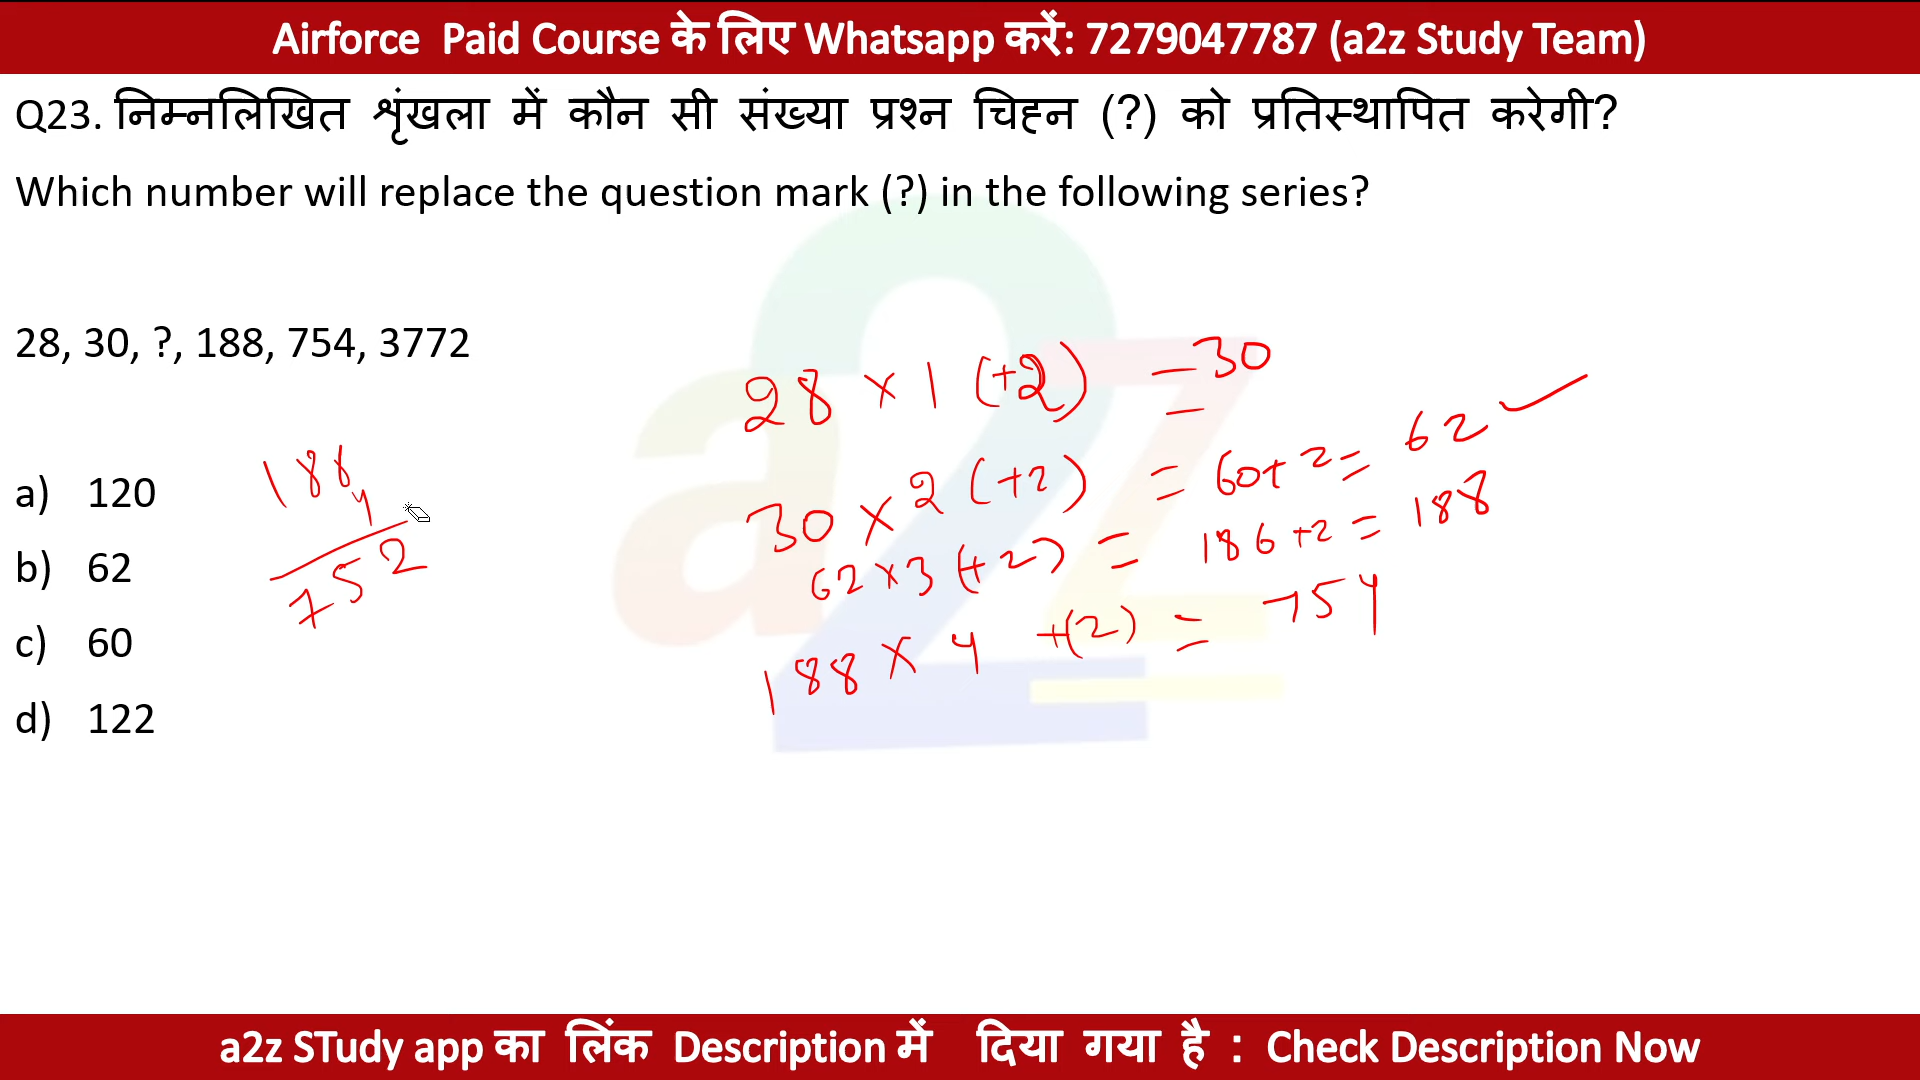 Airforce Paid Course के लिए Whatsapp करें: 7279047787 (a2z Study Team)
Q23. निम्नलिखित शृंखला में कौन सी संख्या प्रश्न चिह्न (?) को प्रतिस्थापित करेगी?
Which number will replace the question mark (?) in the following series?
28, 30, ?, 188, 754, 3772
a) 120
b) 62
c) 60
d) 122
188
4
752
28 × 1 (+2) = 30
30 × 2 (+2) = 60+2 = 62
62×3 (+2) = 186+2 = 188
188 × 4 +(2) = 754
a2z
a2z STudy app का लिंक Description में दिया गया है : Check Description Now